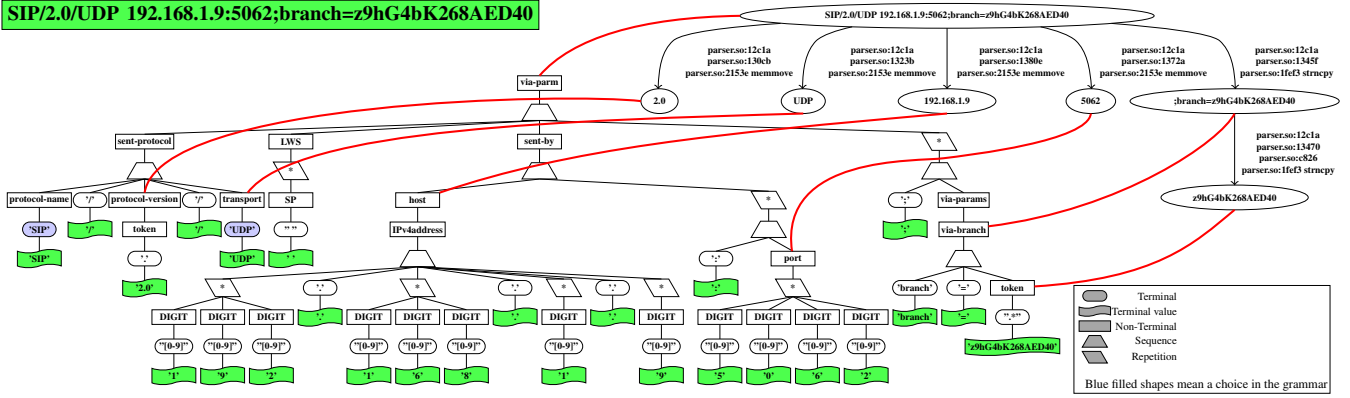 SIP/2.0/UDP 192.168.1.9:5062;branch=z9hG4bK268AED40
SIP/2.0/UDP 192.168.1.9:5062;branch=z9hG4bK268AED40
parser.so:12c1a
parser.so:130cb
parser.so:2153e memmove
parser.so:12c1a
parser.so:1323b
parser.so:2153e memmove
parser.so:12c1a
parser.so:1380e
parser.so:2153e memmove
parser.so:12c1a
parser.so:1372a
parser.so:2153e memmove
parser.so:12c1a
parser.so:1345f
parser.so:1fef3 strncpy
via-parm
2.0
UDP
192.168.1.9
5062
;branch=z9hG4bK268AED40
parser.so:12c1a
parser.so:13470
parser.so:c826
parser.so:1fef3 strncpy
z9hG4bK268AED40
sent-protocol
LWS
sent-by
*
*
protocol-name
'/'
protocol-version
'/'
transport
SP
host
*
';'
via-params
'SIP'
'/'
token
'/'
'UDP'
" "
IPv4address
';'
via-branch
'SIP'
'.'
'UDP'
' '
':'
port
'2.0'
*
'.'
*
'.'
*
'.'
*
':'
*
'branch'
'='
token
DIGIT
DIGIT
DIGIT
'.'
DIGIT
DIGIT
DIGIT
'.'
DIGIT
'.'
DIGIT
DIGIT
DIGIT
DIGIT
DIGIT
'branch'
'='
".*"
"[0-9]"
"[0-9]"
"[0-9]"
"[0-9]"
"[0-9]"
"[0-9]"
"[0-9]"
"[0-9]"
"[0-9]"
"[0-9]"
"[0-9]"
"[0-9]"
'z9hG4bK268AED40'
'1'
'9'
'2'
'1'
'6'
'8'
'1'
'9'
'5'
'0'
'6'
'2'
Terminal
Terminal value
Non-Terminal
Sequence
Repetition
Blue filled shapes mean a choice in the grammar